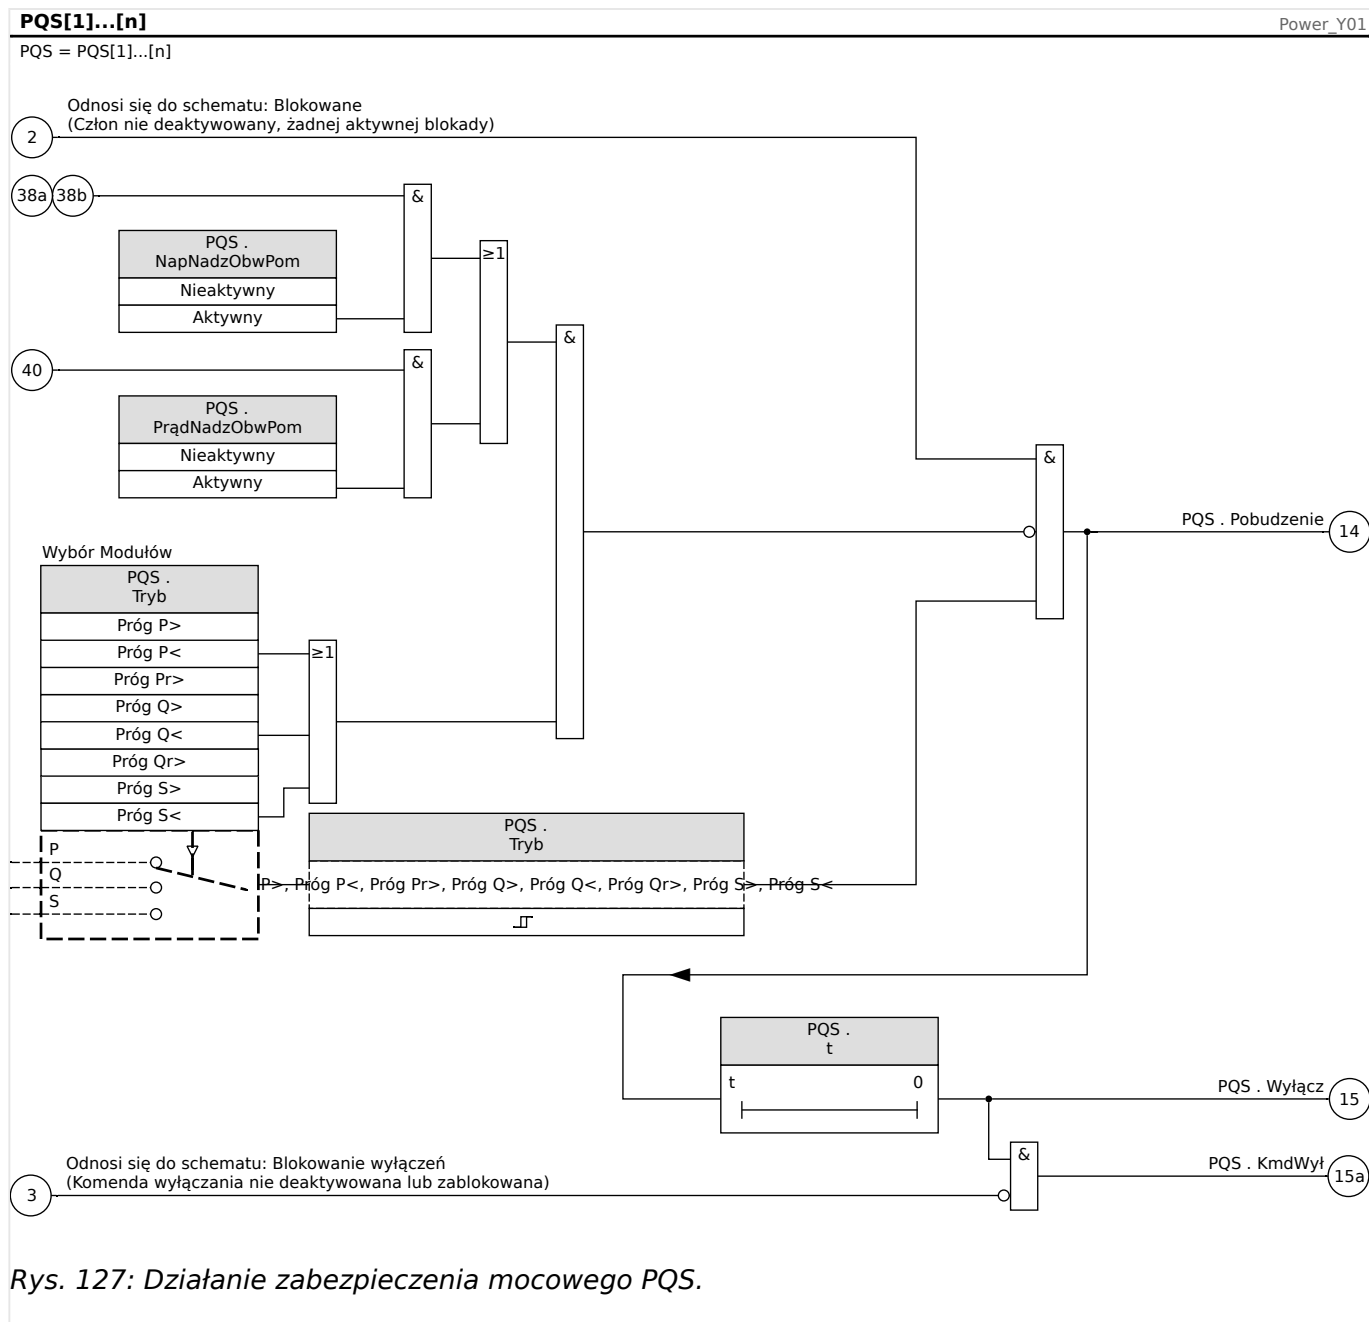 PQS[1]...[n]
Power_Y01
PQS = PQS[1]...[n]
Odnosi się do schematu: Blokowane
(Człon nie deaktywowany, żadnej aktywnej blokady)
2
38a
38b
&
PQS .
NapNadzObwPom
Nieaktywny
Aktywny
≥1
&
40
&
PQS .
PrądNadzObwPom
Nieaktywny
Aktywny
&
PQS . Pobudzenie
14
Wybór Modułów
PQS .
Tryb
Próg P>
Próg P<
Próg Pr>
Próg Q>
Próg Q<
Próg Qr>
Próg S>
Próg S<
≥1
P
Q
S
PQS .
Tryb
P>, Próg P<, Próg Pr>, Próg Q>, Próg Q<, Próg Qr>, Próg S>, Próg S<
PQS .
t
t
0
PQS . Wyłącz
15
Odnosi się do schematu: Blokowanie wyłączeń
(Komenda wyłączania nie deaktywowana lub zablokowana)
3
&
PQS . KmdWył
15a
Rys. 127: Działanie zabezpieczenia mocowego PQS.